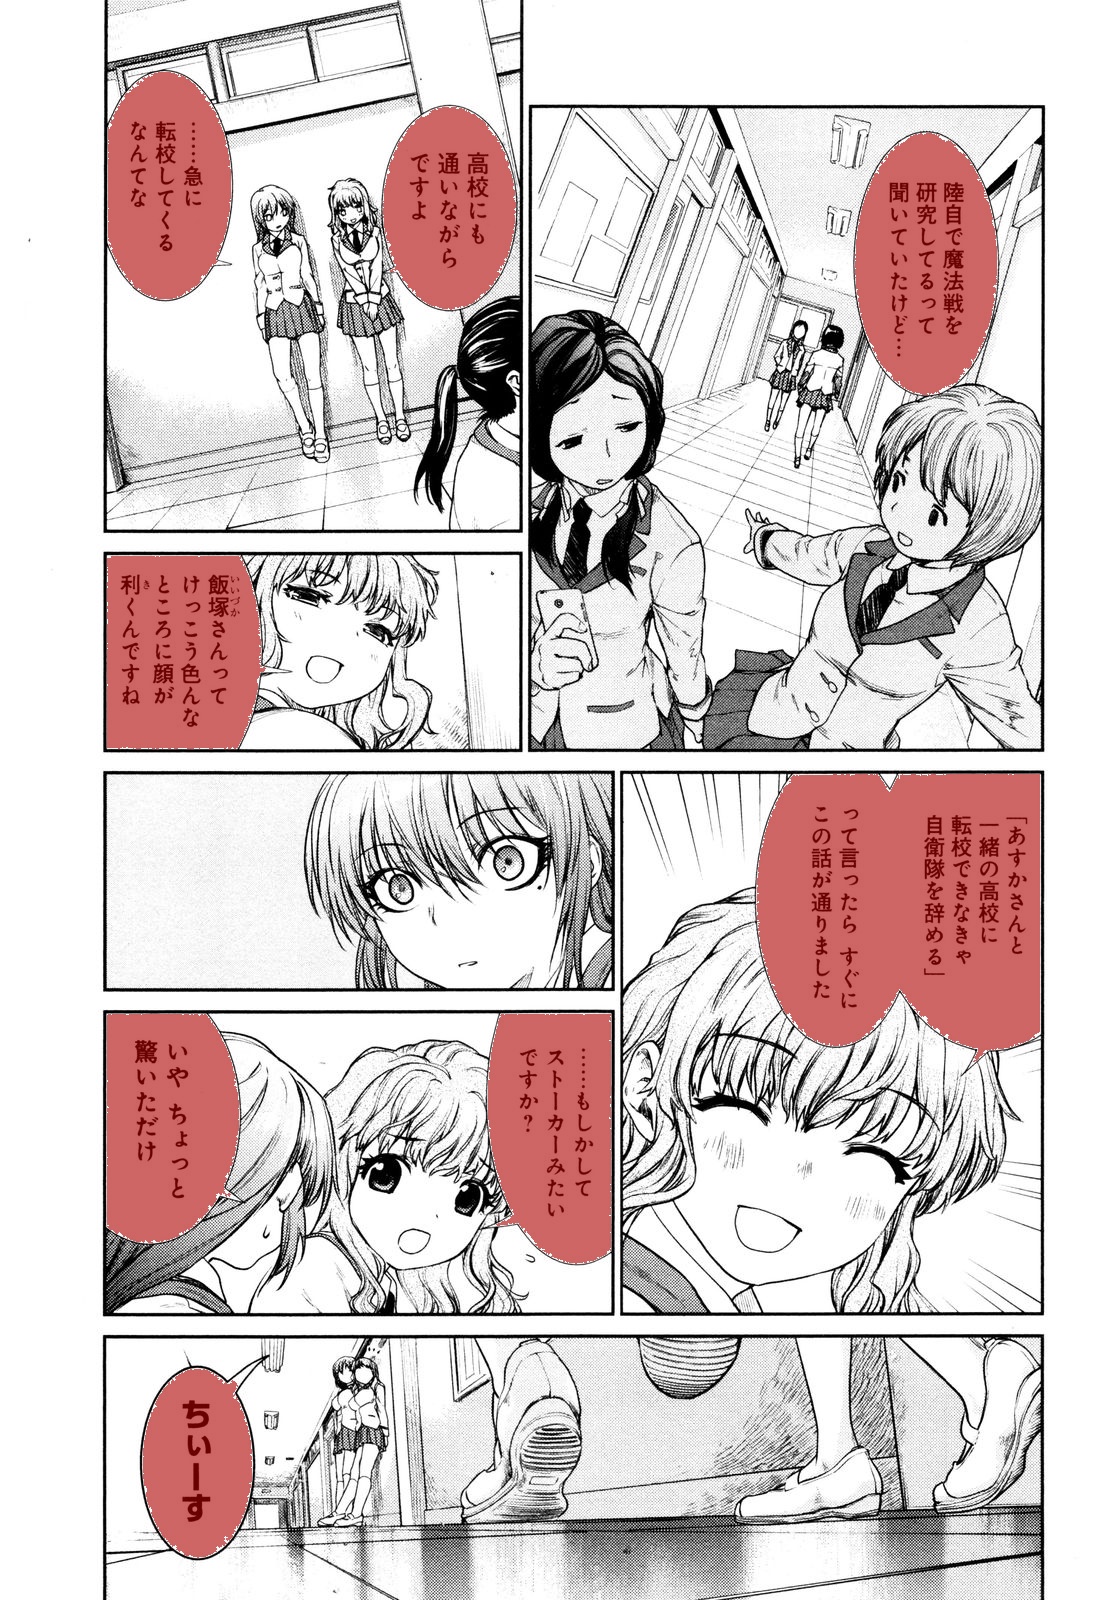 陸自で魔法戦を
研究してるって
聞いていたけど…
高校にも
通いながら
ですよ
……急に
転校してくる
なんてな
飯塚さんって
けっこう色んな
ところに顔が
利くんですね
「あすかさんと
一緒の高校に
転校できなきゃ
自衛隊を辞める」
って言ったら すぐに
この話が通りました
……もしかして
ストーカーみたい
ですか？
いや ちょっと
驚いただけ
ちぃーす